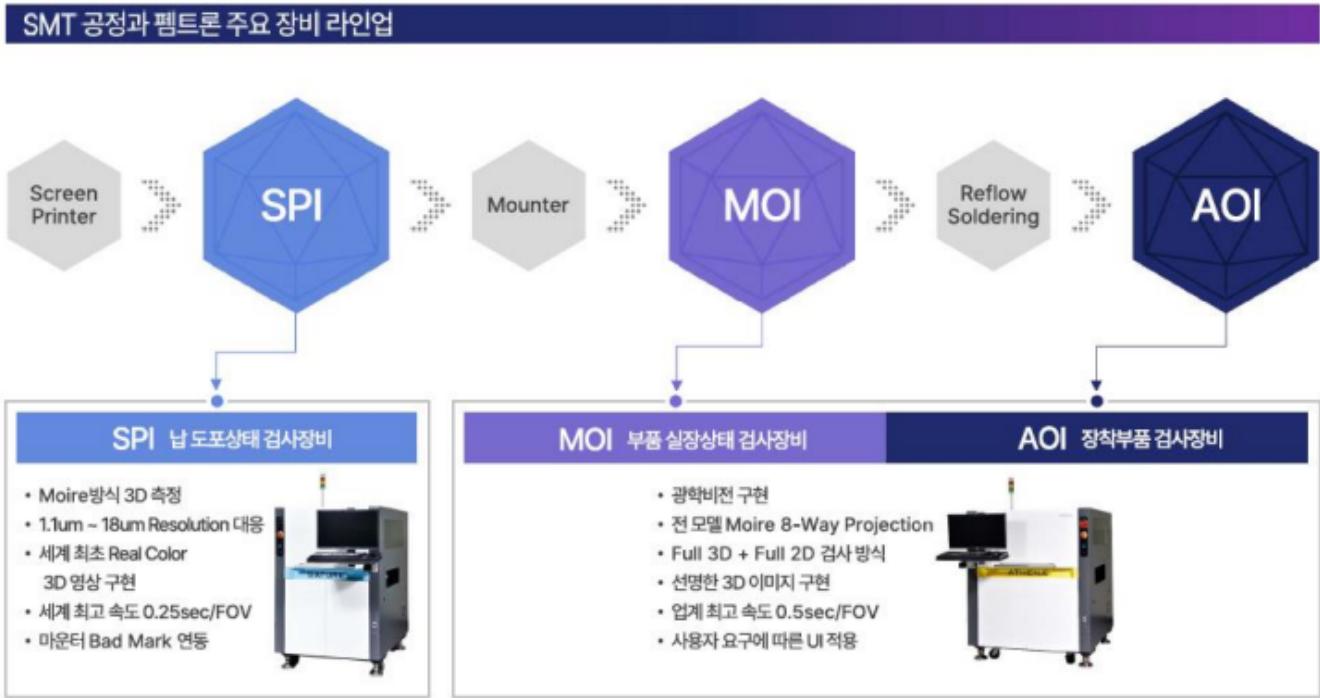 SMT 공정과 펨트론 주요 장비 라인업
Screen
Printer
SPI
Mounter
MOI
Reflow
Soldering
AOI
SPI 납 도포상태 검사장비
• Moire방식 3D 측정
• 1.1um ~ 18um Resolution 대응
• 세계 최초 Real Color
3D 영상 구현
• 세계 최고 속도 0.25sec/FOV
• 마운터 Bad Mark 연동
SATURN
MOI 부품 실장상태 검사장비
AOI 장착부품 검사장비
• 광학비전 구현
• 전 모델 Moire 8-Way Projection
• Full 3D + Full 2D 검사 방식
• 선명한 3D 이미지 구현
• 업계 최고 속도 0.5sec/FOV
• 사용자 요구에 따른 UI 적용
ATHENA